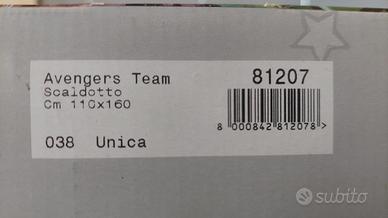 Avengers Team 81207
Scaldotto
Cm 110x160
038 Unica
8 000842 812078 >
subito